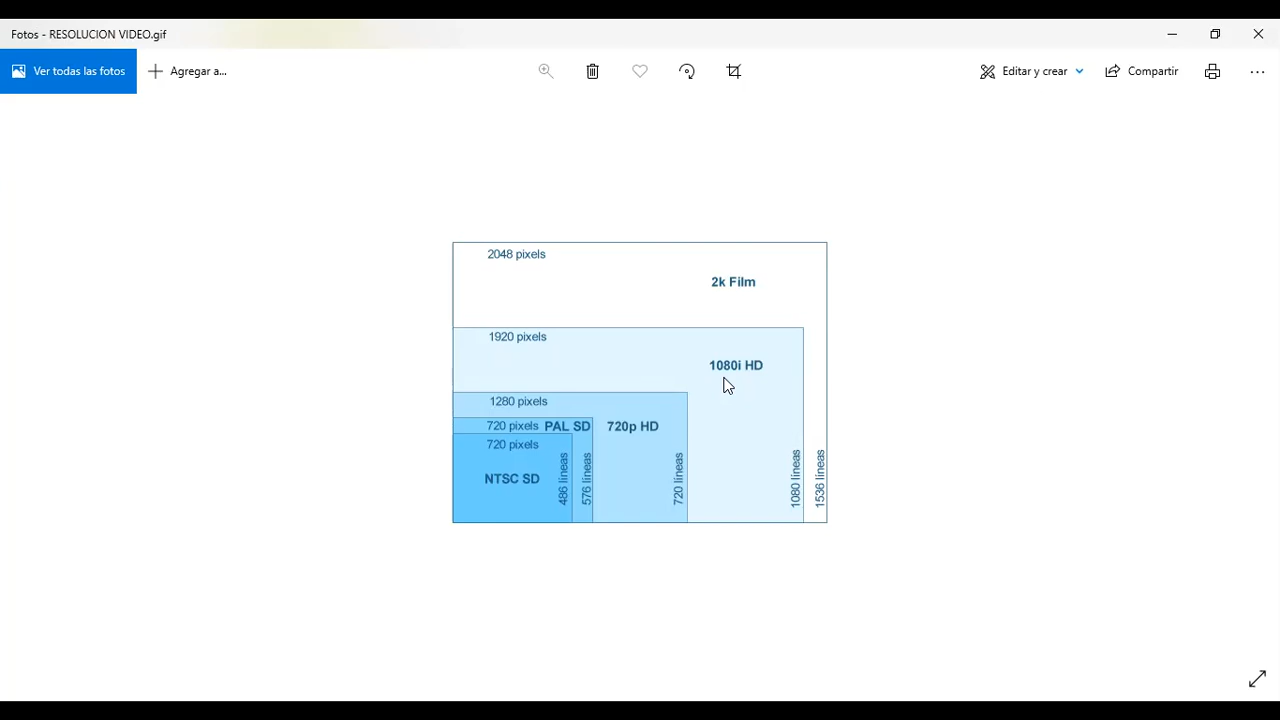 Fotos - RESOLUCION VIDEO.gif
Ver todas las fotos
Agregar a...
Editar y crear
Compartir
2048 pixels
2k Film
1920 pixels
1080i HD
1280 pixels
720 pixels PAL SD 720p HD
720 pixels
NTSC SD
486 lineas
576 lineas
720 lineas
1080 lineas
1536 lineas